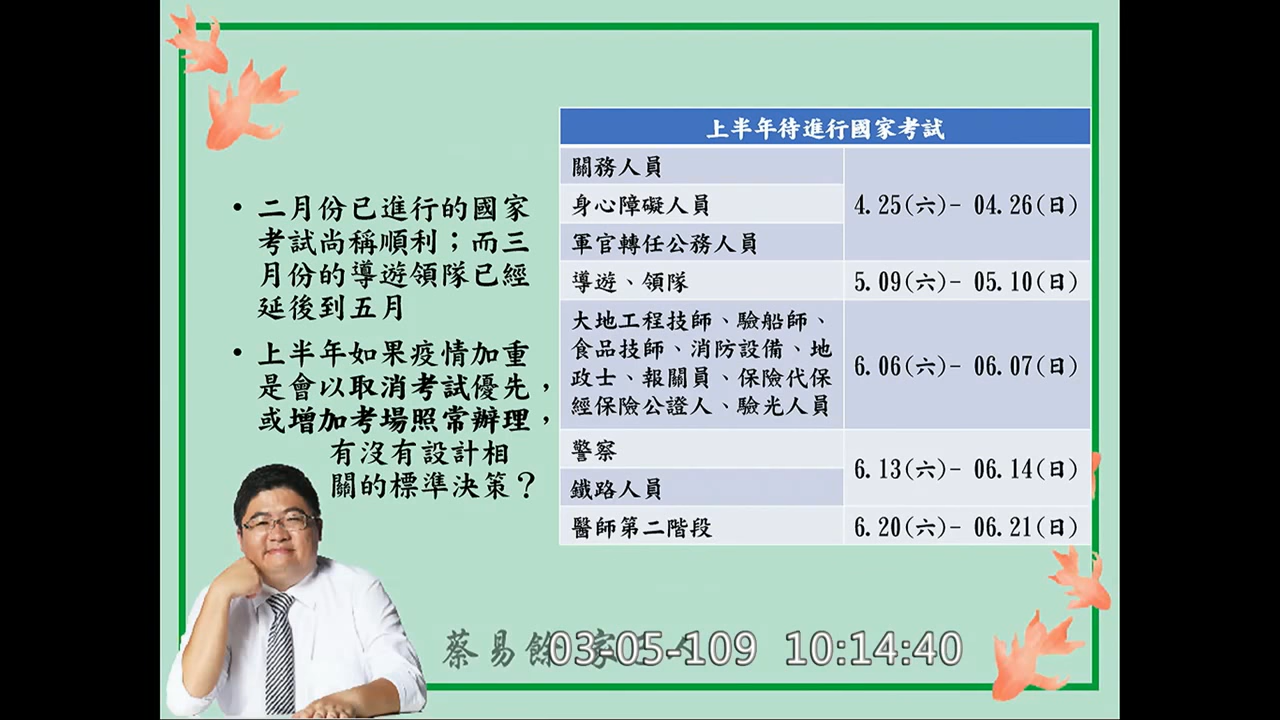 • 二月份已進行的國家
考試尚稱順利；而三
月份的導遊領隊已經
延後到五月
• 上半年如果疫情加重
是會以取消考試優先，
或增加考場照常辦理，
有沒有設計相
關的標準決策？
上半年待進行國家考試
關務人員
身心障礙人員
軍官轉任公務人員
4.25(六)- 04.26(日)
導遊、領隊
5.09(六)- 05.10(日)
大地工程技師、驗船師、
食品技師、消防設備、地
政士、報關員、保險代保
經保險公證人、驗光人員
6.06(六)- 06.07(日)
警察
鐵路人員
6.13(六)- 06.14(日)
醫師第二階段
6.20(六)- 06.21(日)
蔡易餘
03-05-109 10:14:40